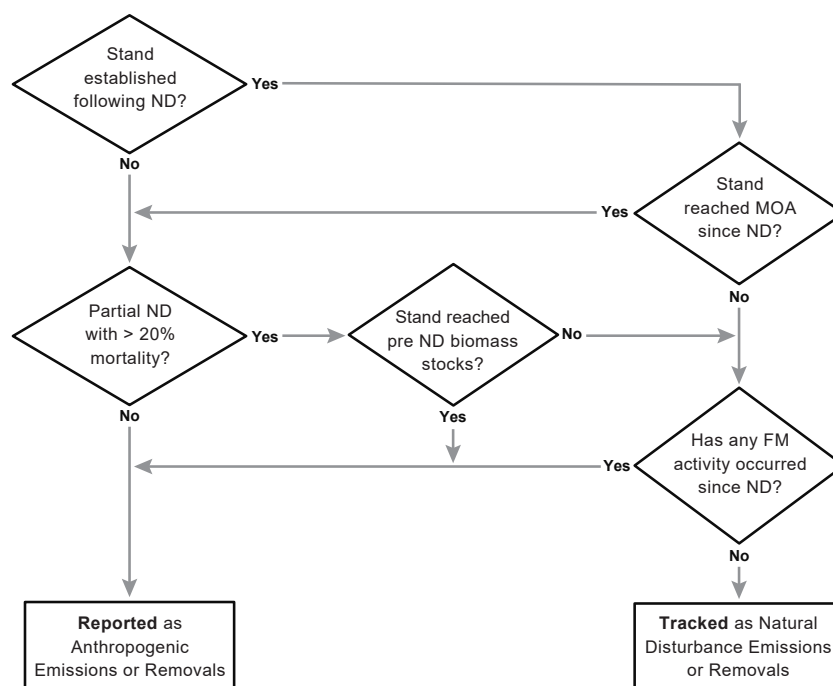 Stand
established
following ND?
Yes
No
Stand
reached MOA
since ND?
Yes
No
Partial ND
with > 20%
mortality?
Yes
No
Stand reached
pre ND biomass
stocks?
No
Yes
Has any FM
activity occurred
since ND?
Yes
No
Reported as
Anthropogenic
Emissions or Removals
Tracked as Natural
Disturbance Emissions
or Removals